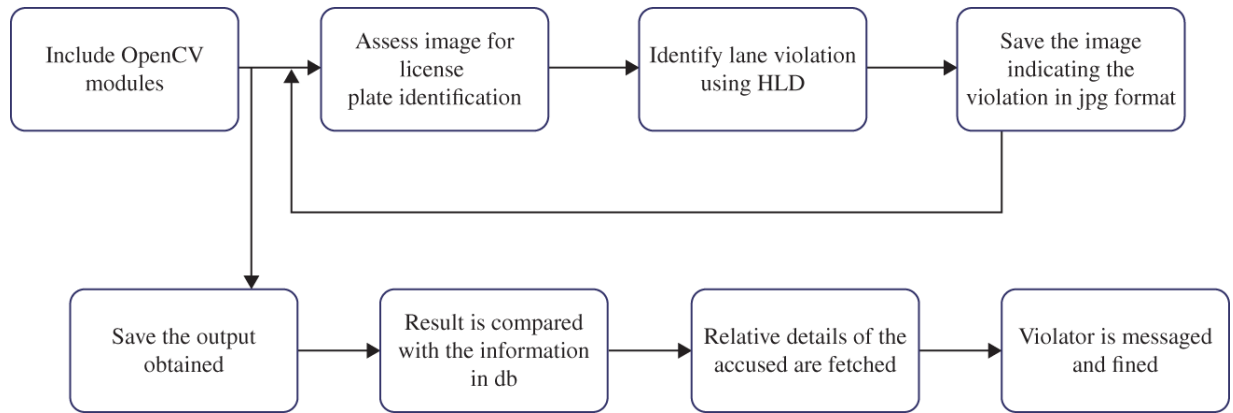 Include OpenCV
modules
Assess image for
license
plate identification
Identify lane violation
using HLD
Save the image
indicating the
violation in jpg format
Save the output
obtained
Result is compared
with the information
in db
Relative details of the
accused are fetched
Violator is messaged
and fined